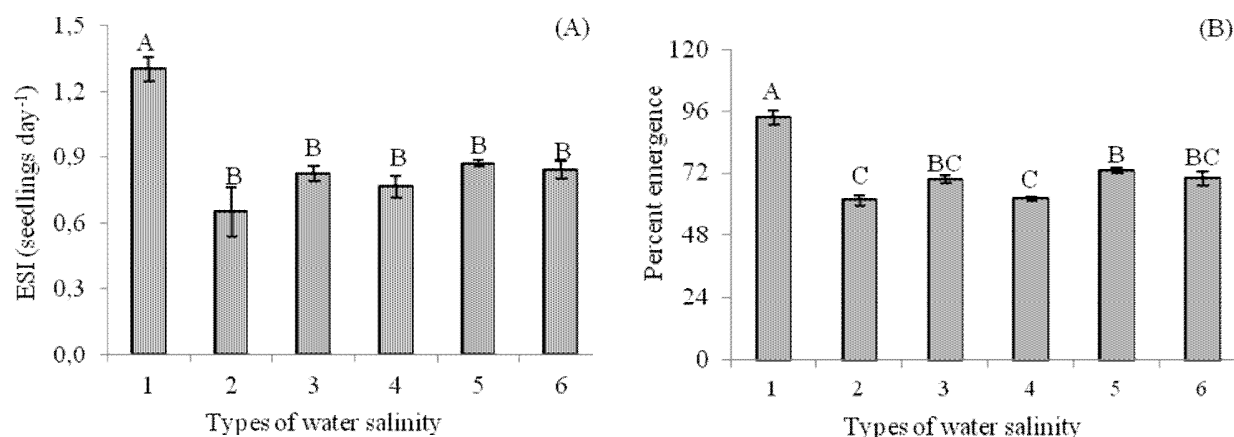 (A)
ESI (seedlings day⁻¹)
1,5
1,2
0,9
0,6
0,3
0,0
A
B
B
B
B
B
1 2 3 4 5 6
Types of water salinity
(B)
Percent emergence
120
96
72
48
24
0
A
C
BC
C
B
BC
1 2 3 4 5 6
Types of water salinity